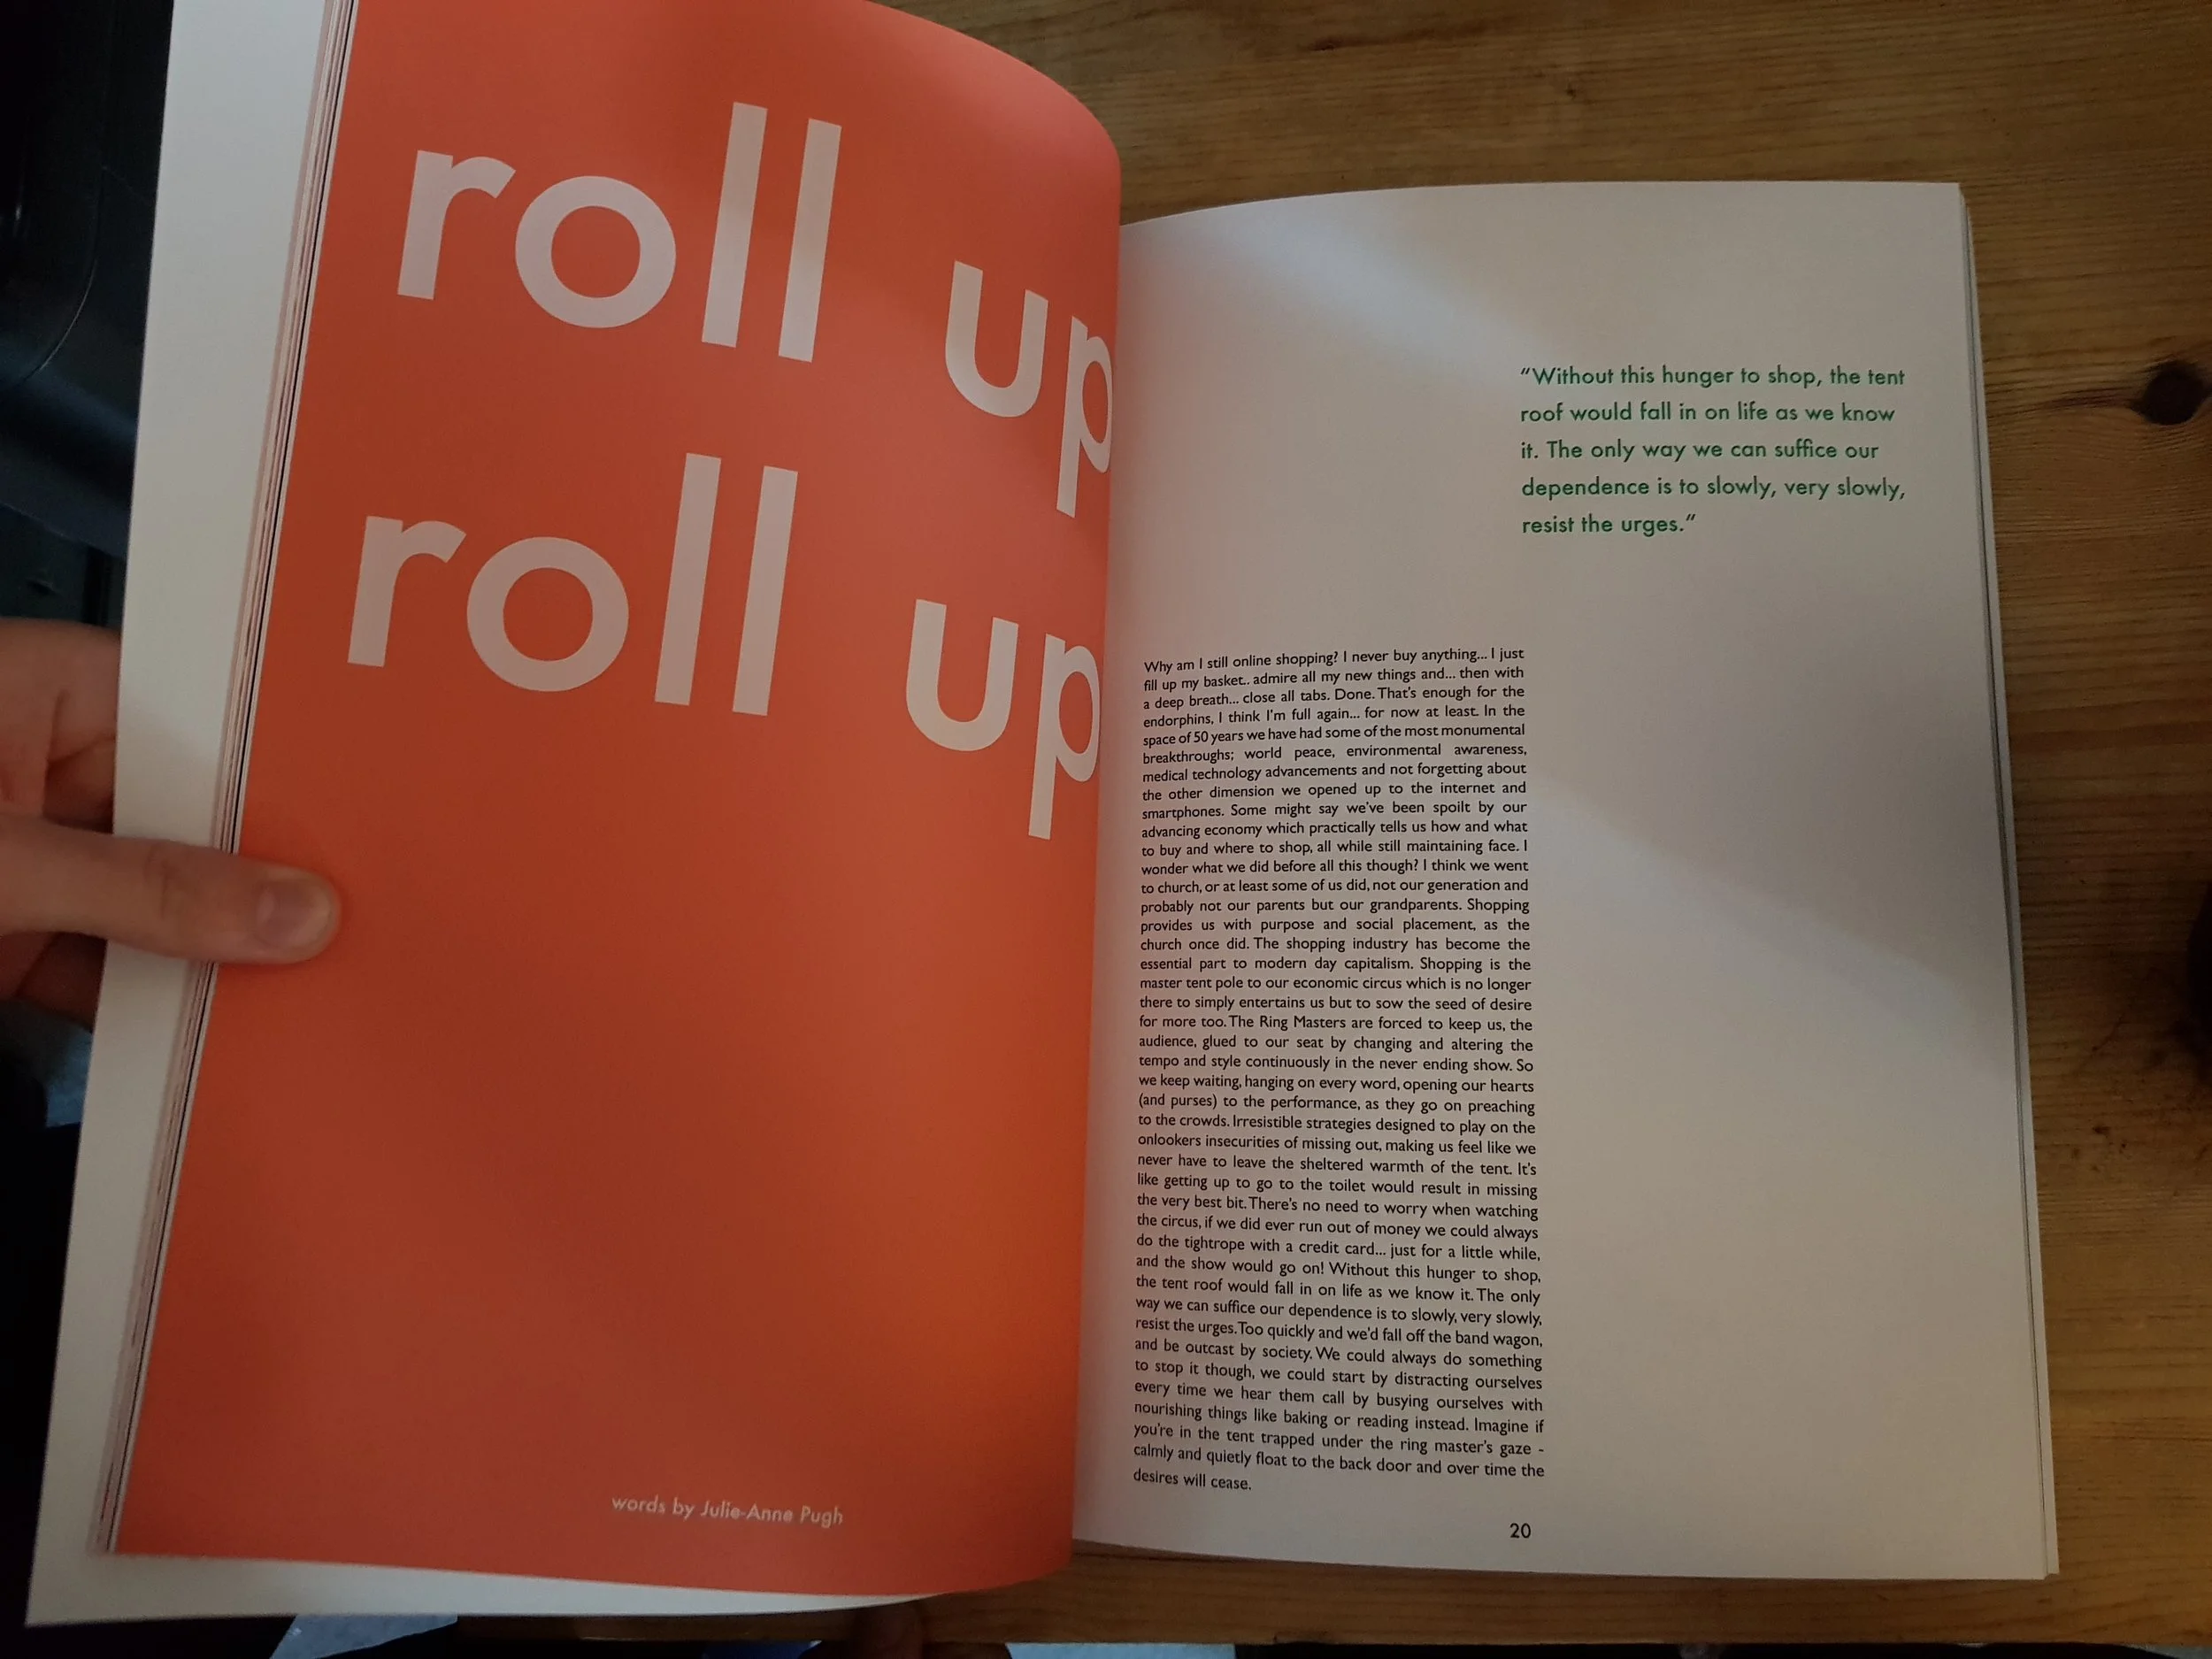 roll up
roll up
words by Julie-Anne Pugh
“Without this hunger to shop, the tent
roof would fall in on life as we know
it. The only way we can suffice our
dependence is to slowly, very slowly,
resist the urges.”
Why am I still online shopping? I never buy anything... I just
fill up my basket.. admire all my new things and... then with
a deep breath... close all tabs. Done. That's enough for the
endorphins, I think I'm full again... for now at least. In the
space of 50 years we have had some of the most monumental
breakthroughs; world peace, environmental awareness,
medical technology advancements and not forgetting about
the other dimension we opened up to the internet and
smartphones. Some might say we've been spoilt by our
advancing economy which practically tells us how and what
to buy and where to shop, all while still maintaining face. I
wonder what we did before all this though? I think we went
to church, or at least some of us did, not our generation and
probably not our parents but our grandparents. Shopping
provides us with purpose and social placement, as the
church once did. The shopping industry has become the
essential part to modern day capitalism. Shopping is the
master tent pole to our economic circus which is no longer
there to simply entertains us but to sow the seed of desire
for more too. The Ring Masters are forced to keep us, the
audience, glued to our seat by changing and altering the
tempo and style continuously in the never ending show. So
we keep waiting, hanging on every word, opening our hearts
(and purses) to the performance, as they go on preaching
to the crowds. Irresistible strategies designed to play on the
onlookers insecurities of missing out, making us feel like we
never have to leave the sheltered warmth of the tent. It's
like getting up to go to the toilet would result in missing
the very best bit. There's no need to worry when watching
the circus, if we did ever run out of money we could always
do the tightrope with a credit card... just for a little while,
and the show would go on! Without this hunger to shop,
the tent roof would fall in on life as we know it. The only
way we can suffice our dependence is to slowly, very slowly,
resist the urges. Too quickly and we'd fall off the band wagon,
and be outcast by society. We could always do something
to stop it though, we could start by distracting ourselves
every time we hear them call by busying ourselves with
nourishing things like baking or reading instead. Imagine if
you're in the tent trapped under the ring master's gaze -
calmly and quietly float to the back door and over time the
desires will cease.
20